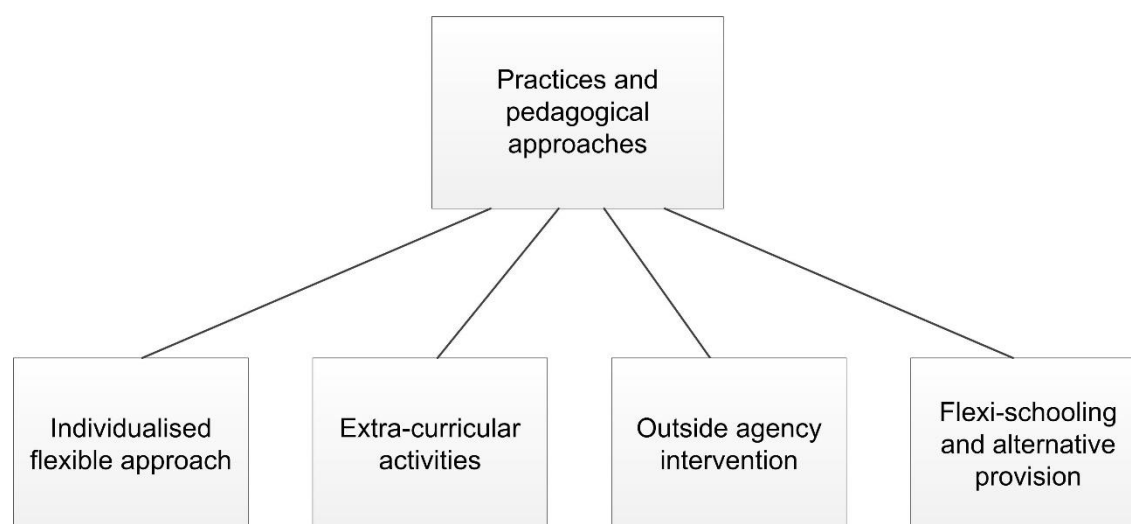 Practices and
pedagogical
approaches
Individualised
flexible approach
Extra-curricular
activities
Outside agency
intervention
Flexi-schooling
and alternative
provision